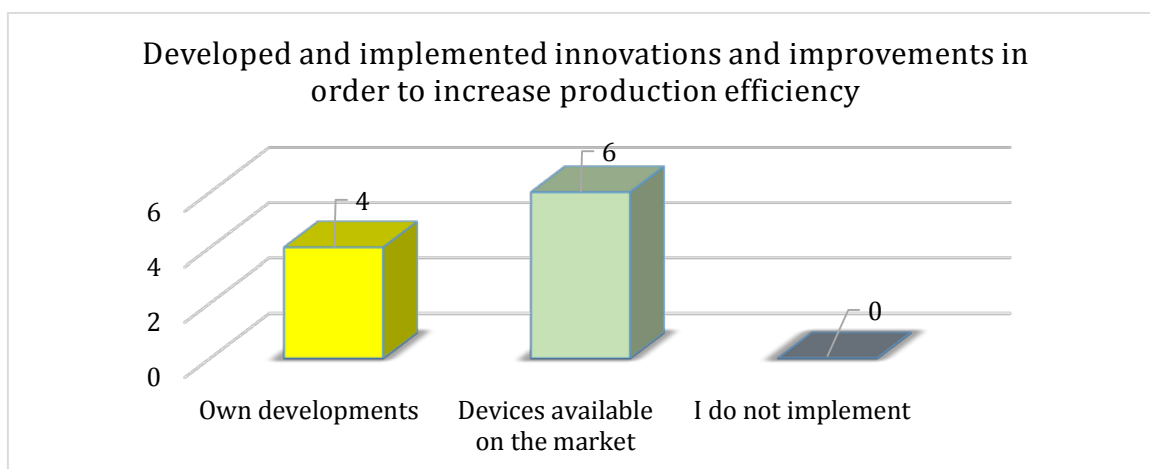 Developed and implemented innovations and improvements in
order to increase production efficiency
6
4
6
4
2
0
0
Own developments
Devices available
on the market
I do not implement